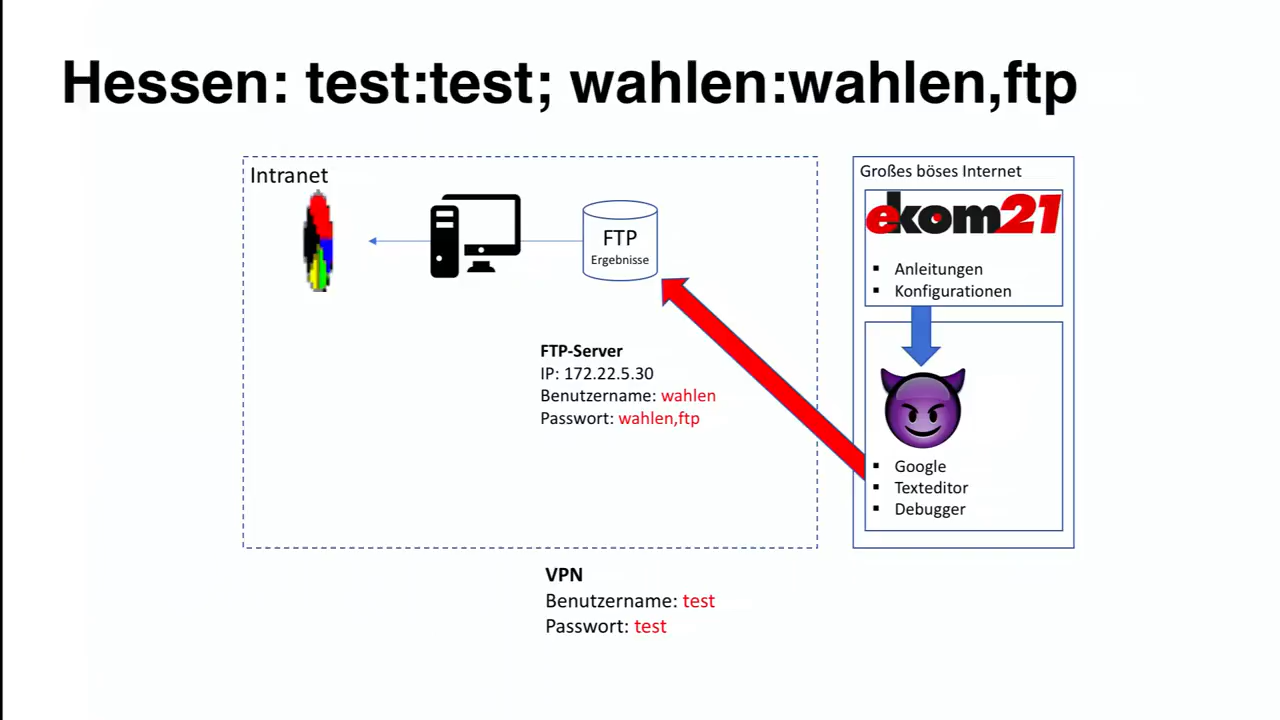 Hessen: test:test; wahlen:wahlen,ftp
Intranet
FTP
Ergebnisse
FTP-Server
IP: 172.22.5.30
Benutzername: wahlen
Passwort: wahlen,ftp
Großes böses Internet
ekom21
▪ Anleitungen
▪ Konfigurationen
▪ Google
▪ Texteditor
▪ Debugger
VPN
Benutzername: test
Passwort: test